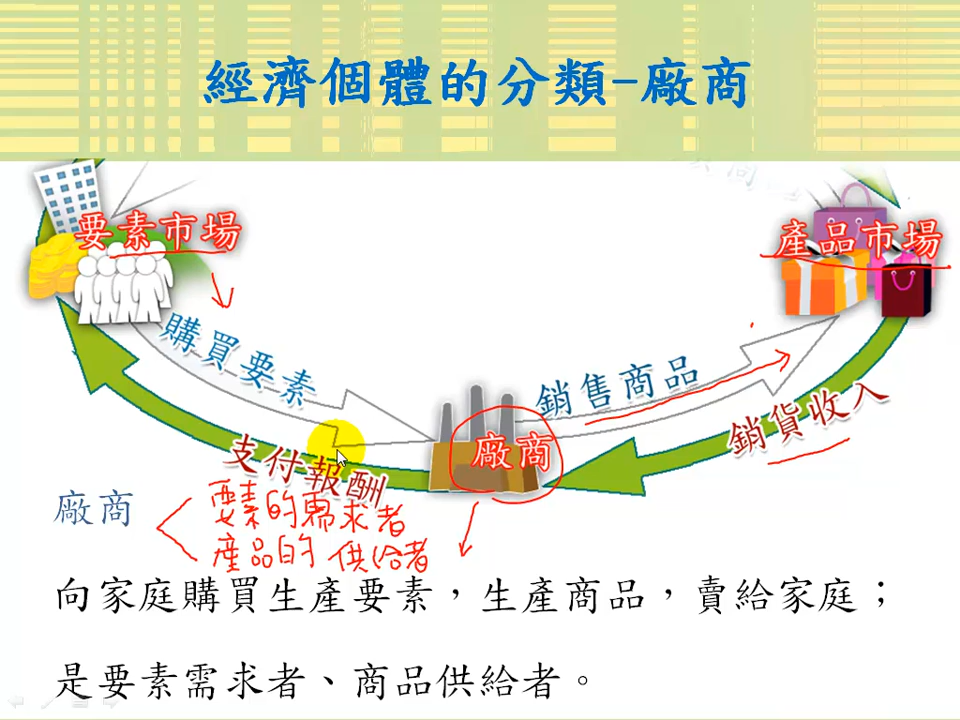 經濟個體的分類-廠商
要素市場
產品市場
購買要素
銷售商品
銷貨收入
廠商
支付報酬
廠商
要素的需求者
產品的供給者
向家庭購買生產要素，生產商品，賣給家庭；
是要素需求者、商品供給者。